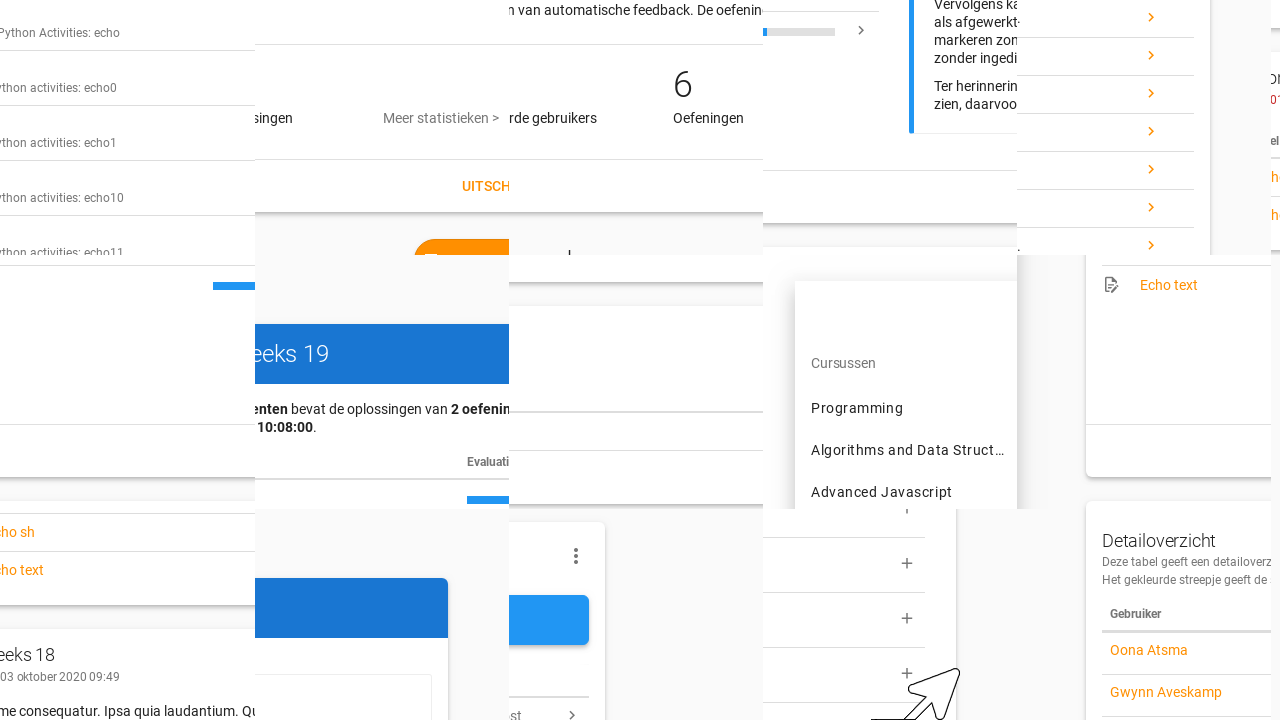 Python Activities: echo
ython activities: echo0
ython activities: echo1
ython activities: echo10
ython activities: echo11
singen
Meer statistieken >
UITSCH
n van automatische feedback. De oefenin
6
rde gebruikers
Oefeningen
Vervolgens ka
als afgewerkt
markeren zon
zonder ingedi
Ter herinnerin
zien, daarvoo
eeks 19
enten bevat de oplossingen van 2 oefenin
10:08:00.
Evaluati
Cursussen
Programming
Algorithms and Data Struct…
Advanced Javascript
Echo text
cho sh
cho text
eeks 18
03 oktober 2020 09:49
me consequatur. Ipsa quia laudantium. Qu
est
Detailoverzicht
Deze tabel geeft een detailoverz
Het gekleurde streepje geeft de
Gebruiker
Oona Atsma
Gwynn Aveskamp